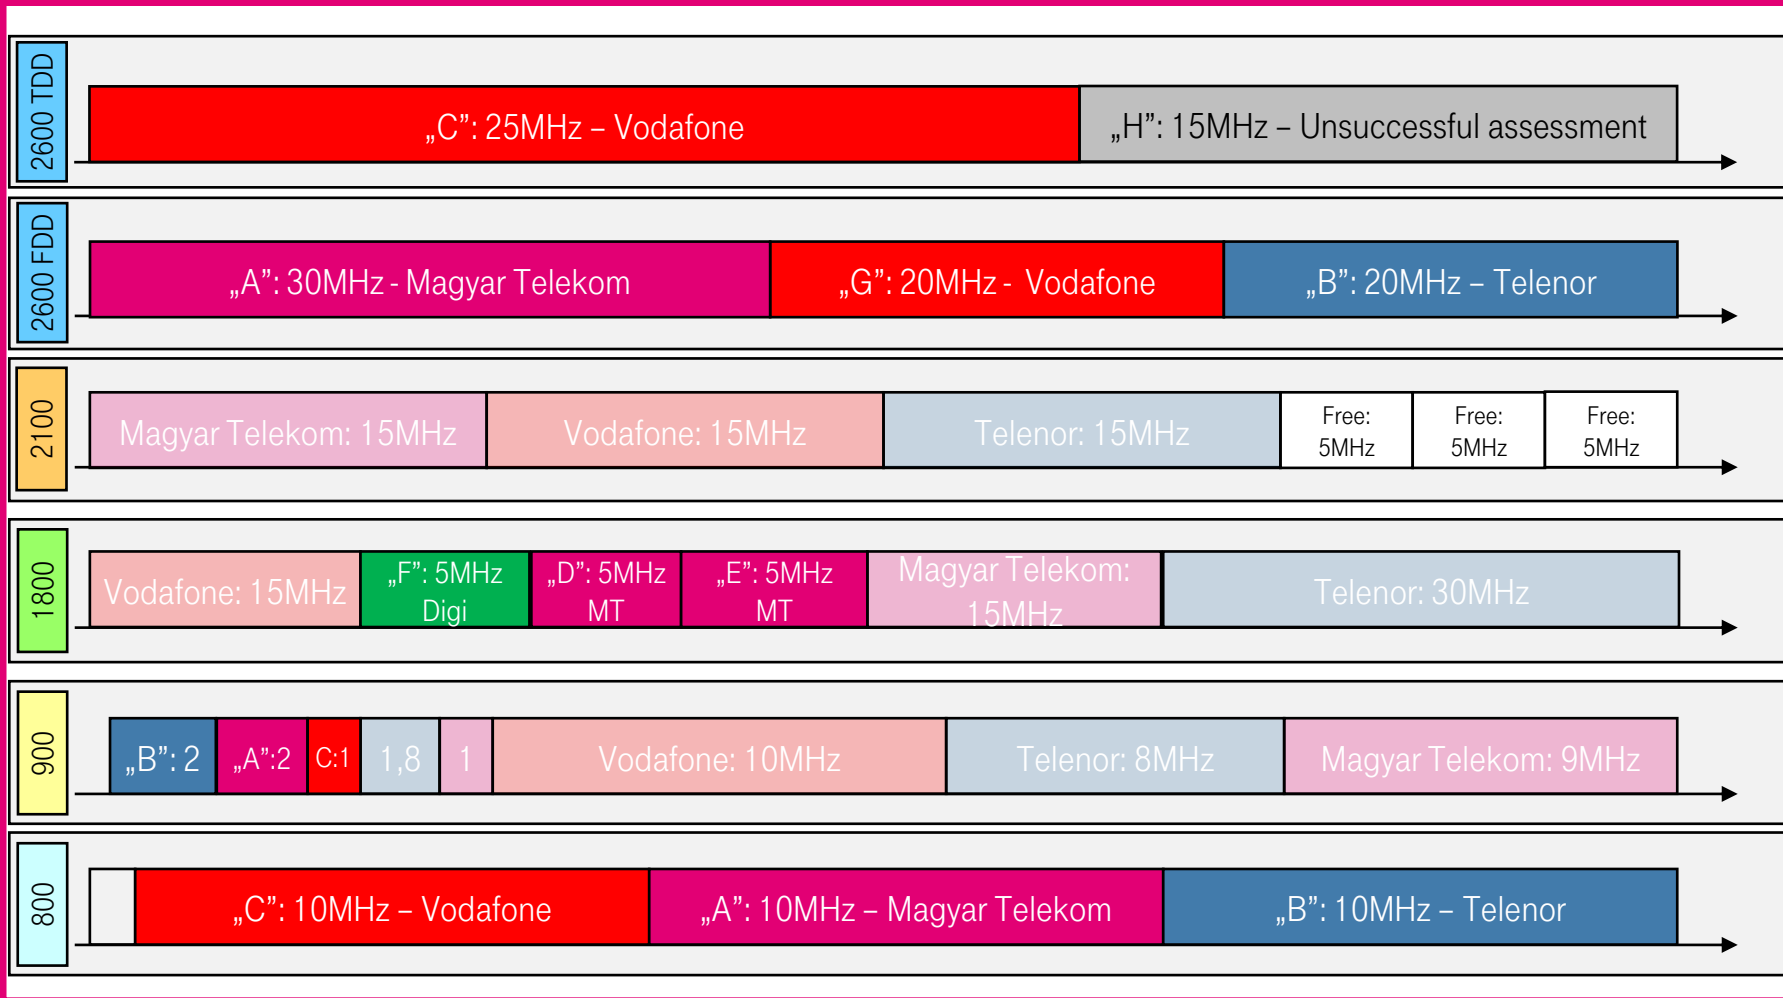 2600 TDD
„C”: 25MHz – Vodafone
„H”: 15MHz – Unsuccessful assessment
2600 FDD
„A”: 30MHz - Magyar Telekom
„G”: 20MHz - Vodafone
„B”: 20MHz – Telenor
2100
Magyar Telekom: 15MHz
Vodafone: 15MHz
Telenor: 15MHz
Free:
5MHz
Free:
5MHz
Free:
5MHz
1800
Vodafone: 15MHz
„F”: 5MHz
Digi
„D”: 5MHz
MT
„E”: 5MHz
MT
Magyar Telekom:
15MHz
Telenor: 30MHz
900
„B”: 2
„A”:2
C:1
1,8
1
Vodafone: 10MHz
Telenor: 8MHz
Magyar Telekom: 9MHz
800
„C”: 10MHz – Vodafone
„A”: 10MHz – Magyar Telekom
„B”: 10MHz – Telenor